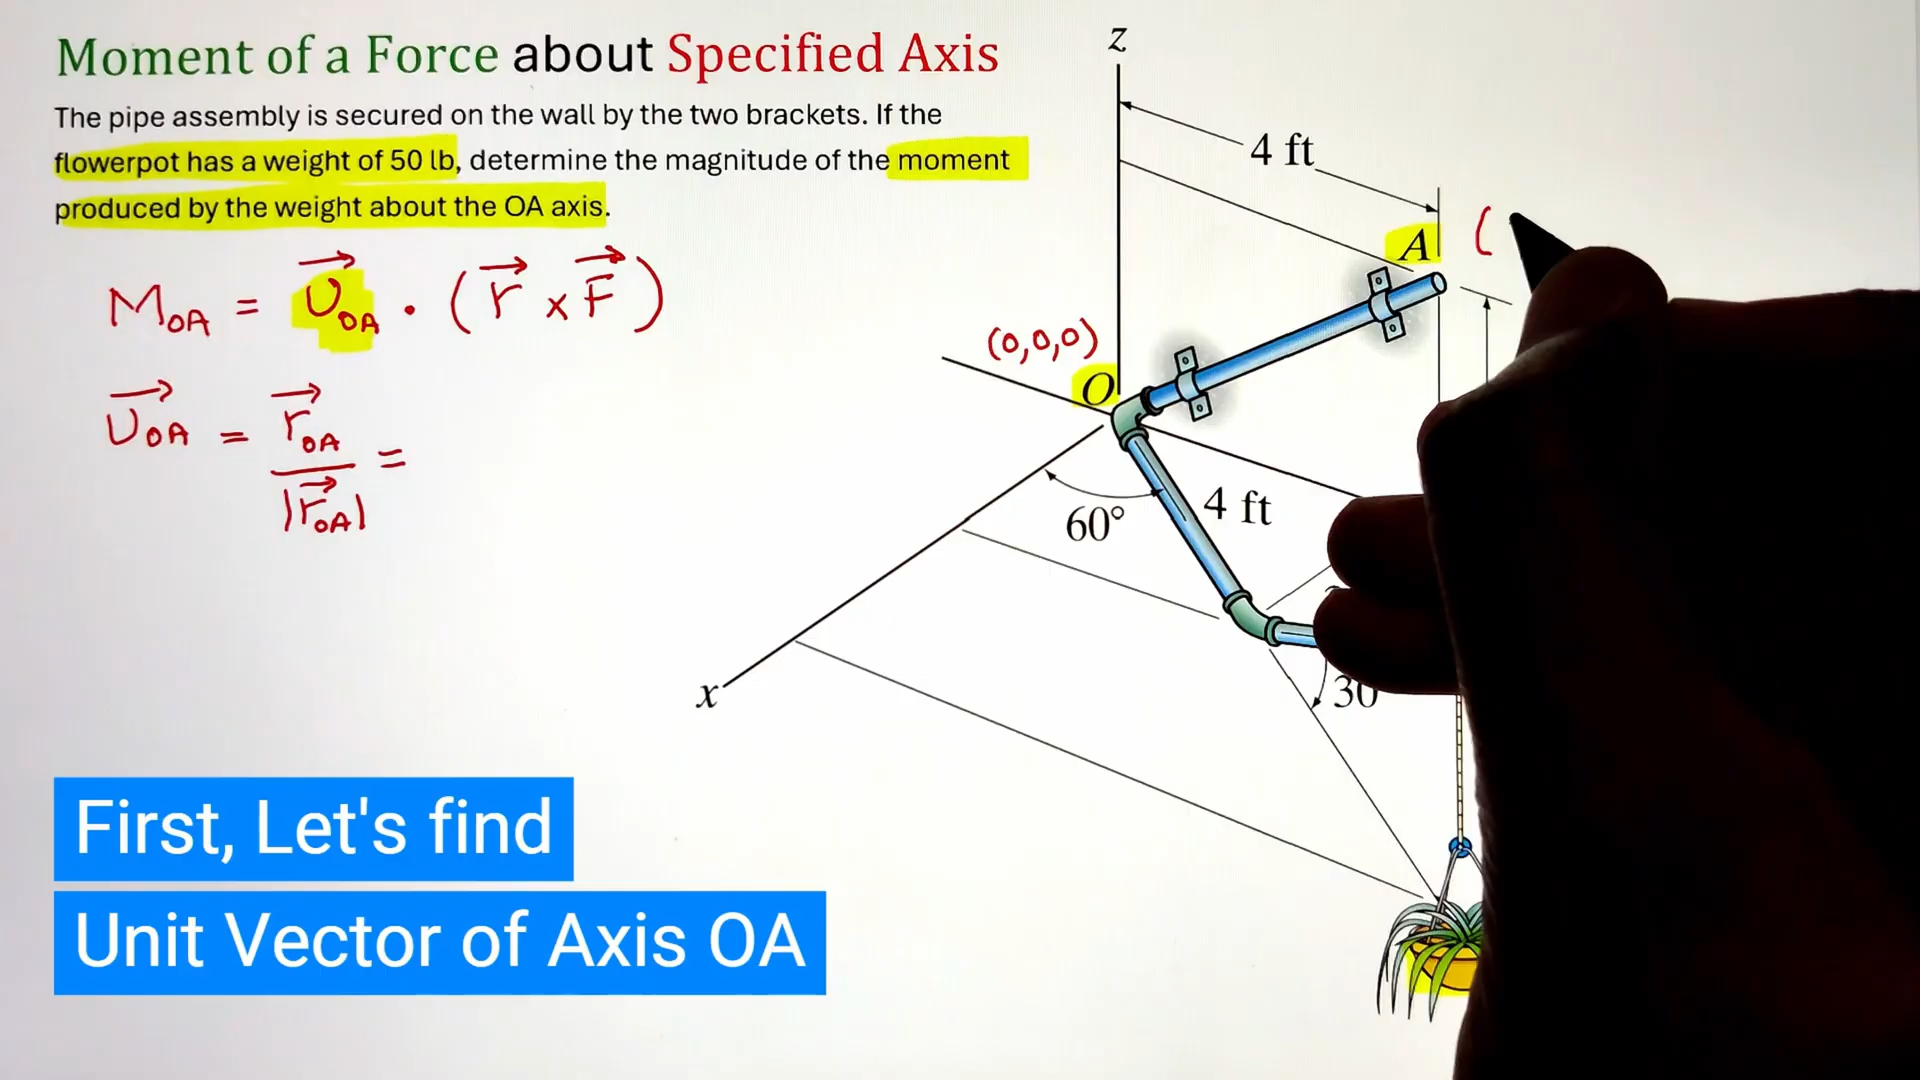 Moment of a Force about Specified Axis
The pipe assembly is secured on the wall by the two brackets. If the
flowerpot has a weight of 50 lb, determine the magnitude of the moment
produced by the weight about the OA axis.
M_OA = U_OA · (r × F)
U_OA = r_OA / |r_OA| =
z
4 ft
A (
(0,0,0)
O
4 ft
60°
x
30
First, Let's find
Unit Vector of Axis OA